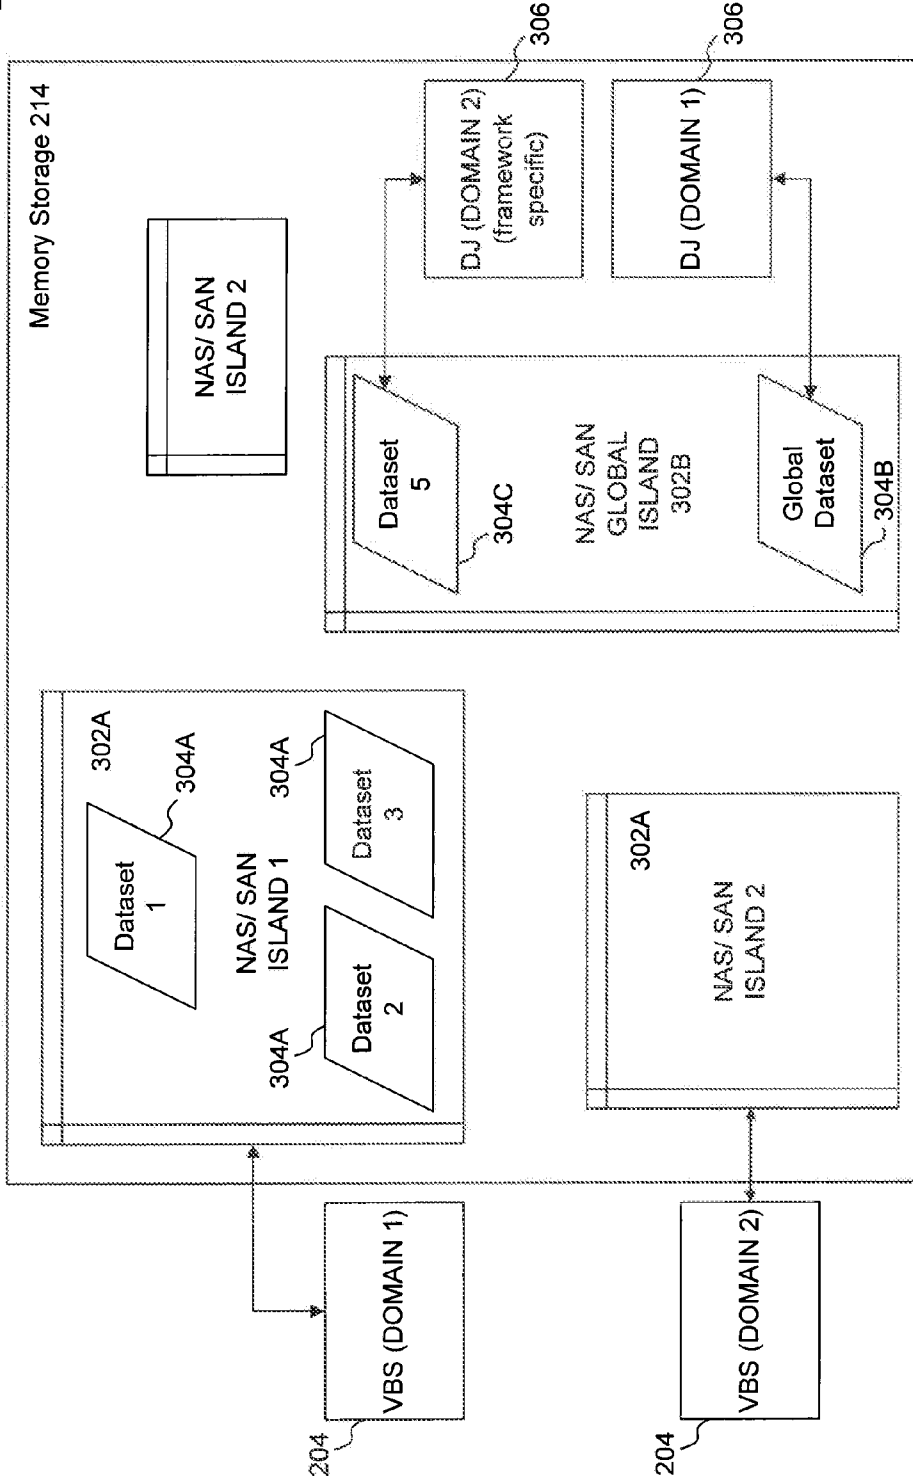 Memory Storage 214
302A
Dataset
1
304A
NAS/ SAN
ISLAND 1
304A
Dataset
2
304A
Dataset
3
NAS/ SAN
ISLAND 2
VBS (DOMAIN 1)
204
Dataset
5
304C
NAS/ SAN
GLOBAL
ISLAND
302B
Global
Dataset
304B
DJ (DOMAIN 2)
(framework
specific)
306
DJ (DOMAIN 1)
306
302A
NAS/ SAN
ISLAND 2
VBS (DOMAIN 2)
204